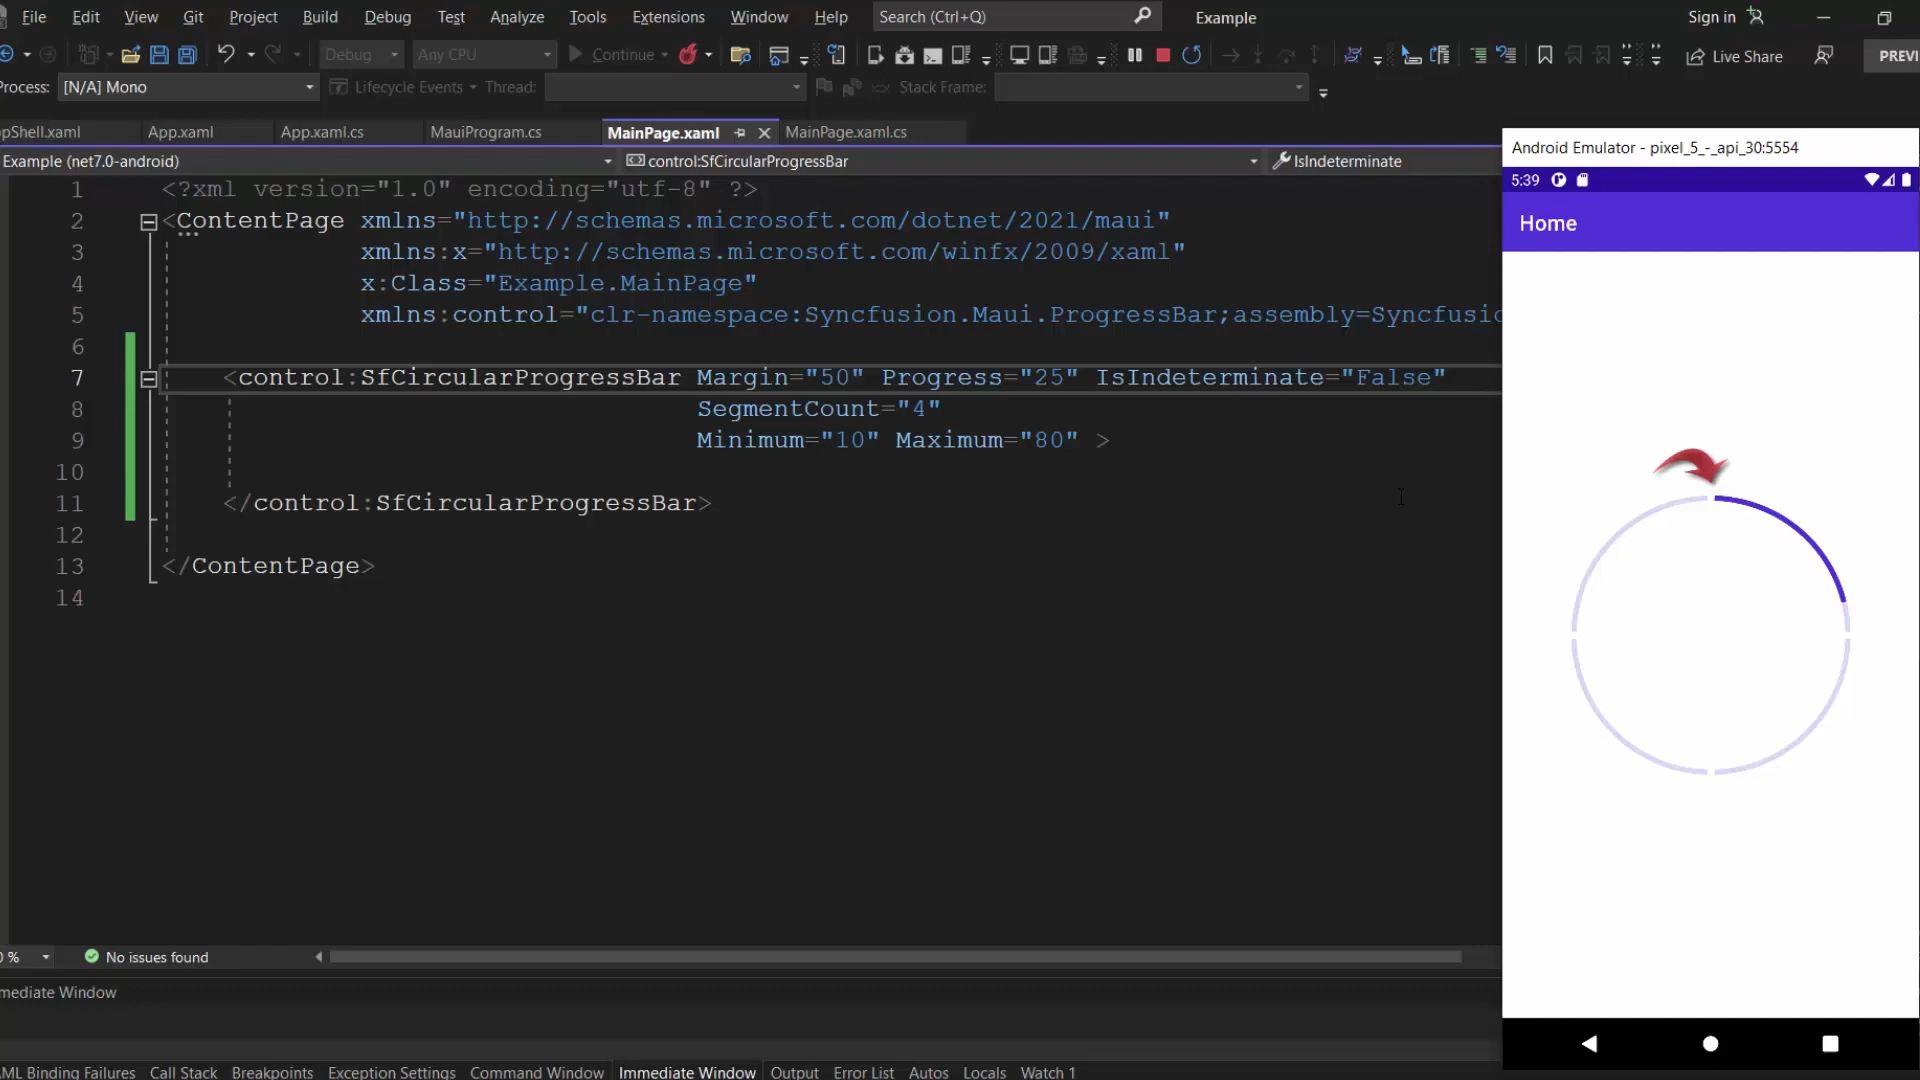 File Edit View Git Project Build Debug Test Analyze Tools Extensions Window Help Search (Ctrl+Q) Example Sign in
Debug Any CPU Continue Live Share PREVI
rocess: [N/A] Mono Lifecycle Events Thread: Stack Frame:
pShell.xaml App.xaml App.xaml.cs MauiProgram.cs MainPage.xaml MainPage.xaml.cs
Example (net7.0-android) control:SfCircularProgressBar IsIndeterminate
1 <?xml version="1.0" encoding="utf-8" ?>
2 <ContentPage xmlns="http://schemas.microsoft.com/dotnet/2021/maui"
3 xmlns:x="http://schemas.microsoft.com/winfx/2009/xaml"
4 x:Class="Example.MainPage"
5 xmlns:control="clr-namespace:Syncfusion.Maui.ProgressBar;assembly=Syncfusic
6
7 <control:SfCircularProgressBar Margin="50" Progress="25" IsIndeterminate="False"
8 SegmentCount="4"
9 Minimum="10" Maximum="80" >
10
11 </control:SfCircularProgressBar>
12
13 </ContentPage>
14
Android Emulator - pixel_5_-_api_30:5554
5:39
Home
0 % No issues found
mediate Window
AML Binding Failures Call Stack Breakpoints Exception Settings Command Window Immediate Window Output Error List Autos Locals Watch 1